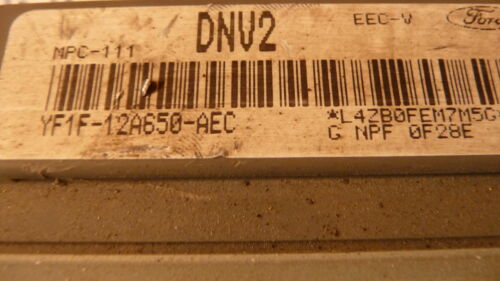 DNV2 EEC-V Ford
MPC-111
YF1F-12A650-AEC *L4ZB0FEM7M5G
G NPF 0F28E